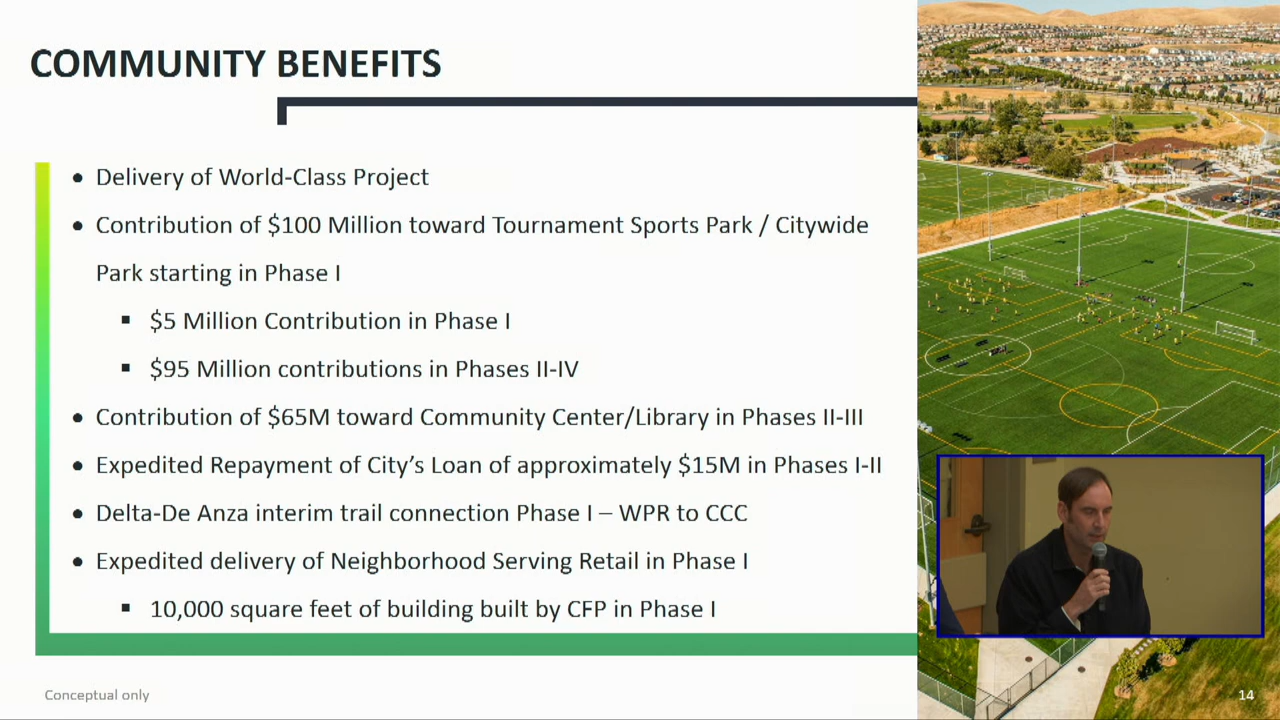 COMMUNITY BENEFITS
• Delivery of World-Class Project
• Contribution of $100 Million toward Tournament Sports Park / Citywide
Park starting in Phase I
▪ $5 Million Contribution in Phase I
▪ $95 Million contributions in Phases II-IV
• Contribution of $65M toward Community Center/Library in Phases II-III
• Expedited Repayment of City’s Loan of approximately $15M in Phases I-II
• Delta-De Anza interim trail connection Phase I – WPR to CCC
• Expedited delivery of Neighborhood Serving Retail in Phase I
▪ 10,000 square feet of building built by CFP in Phase I
Conceptual only
14